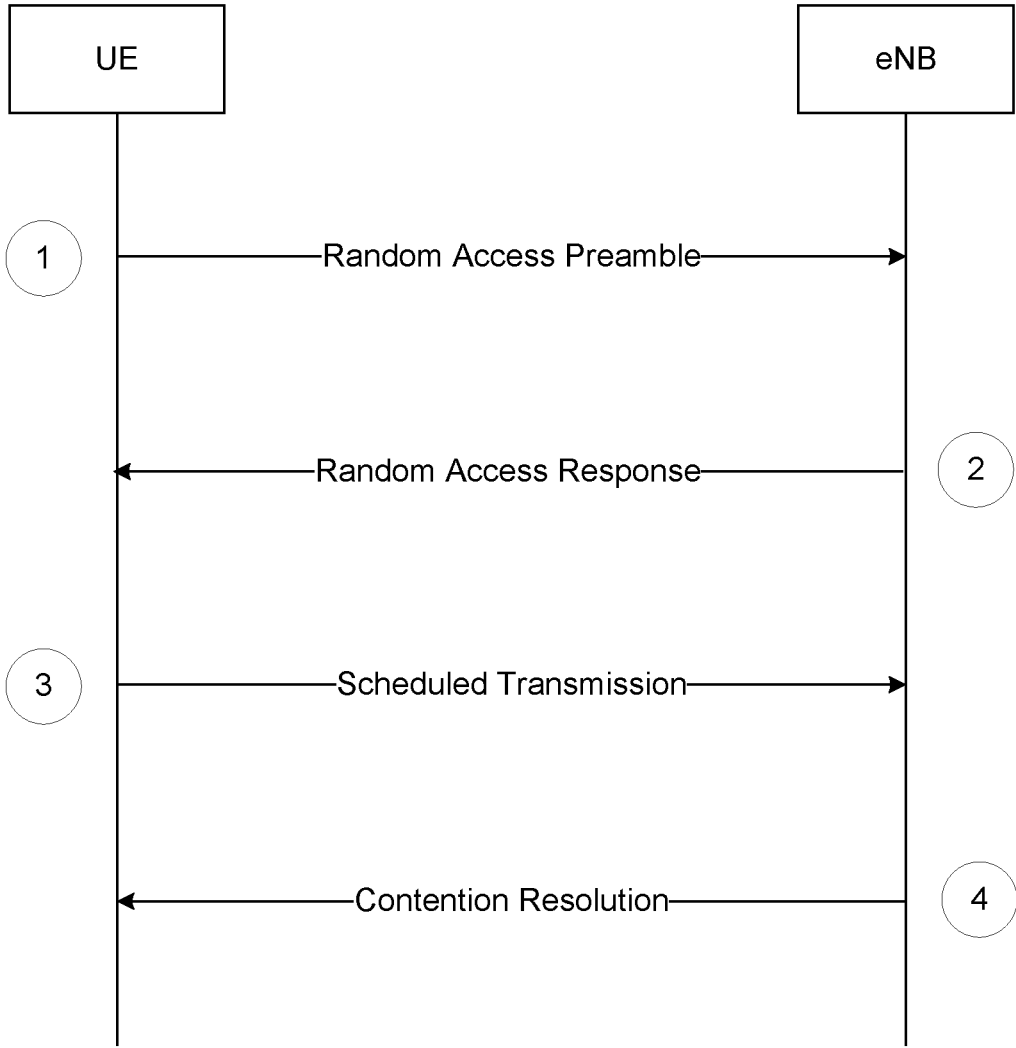 UE
eNB
1
Random Access Preamble
Random Access Response
2
3
Scheduled Transmission
Contention Resolution
4